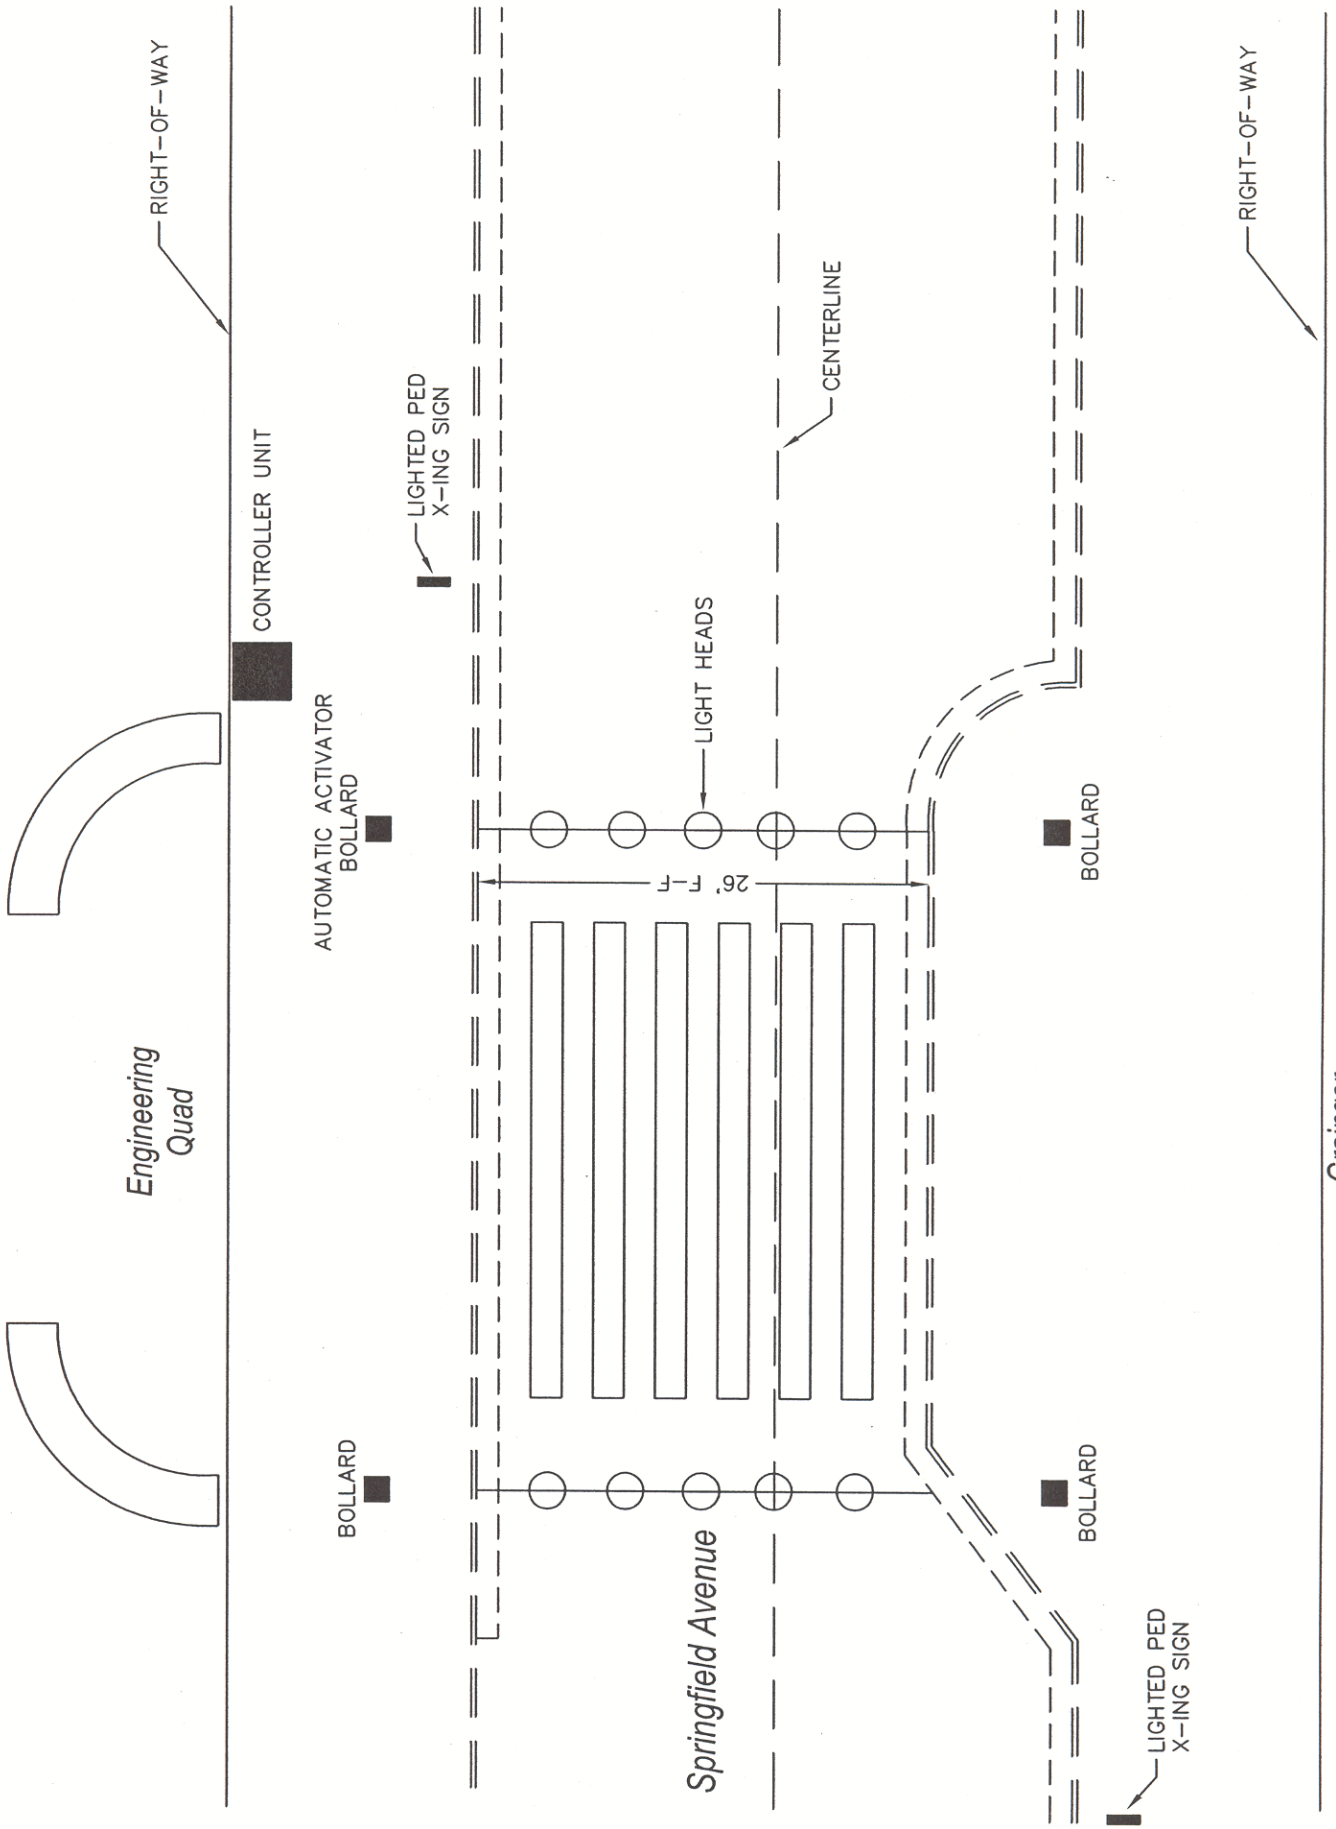 RIGHT-OF-WAY
CONTROLLER UNIT
Engineering
Quad
AUTOMATIC ACTIVATOR
BOLLARD
BOLLARD
LIGHTED PED
X-ING SIGN
LIGHT HEADS
CENTERLINE
26' F-F
Springfield Avenue
BOLLARD
BOLLARD
LIGHTED PED
X-ING SIGN
RIGHT-OF-WAY